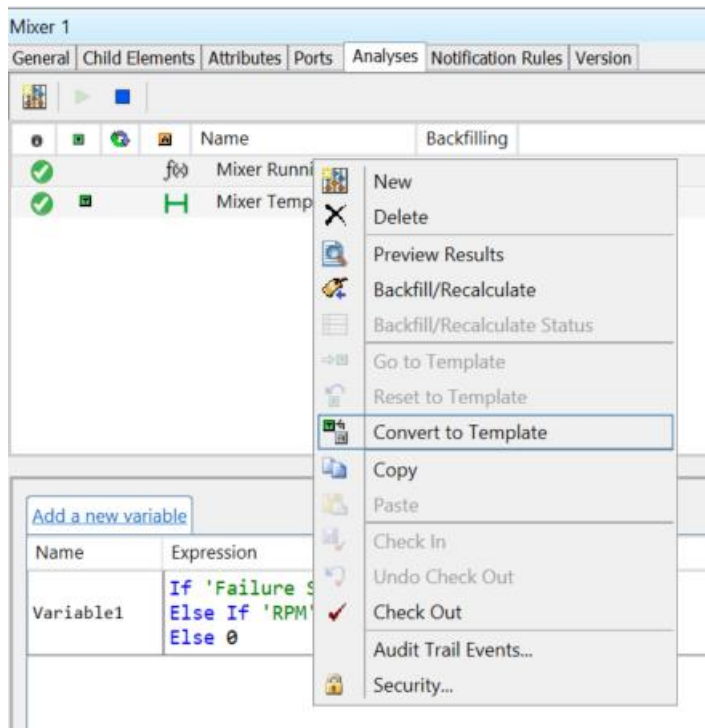 Mixer 1
General Child Elements Attributes Ports Analyses Notification Rules Version
Name Backfilling
f(x) Mixer Runni
Mixer Temp
New
Delete
Preview Results
Backfill/Recalculate
Backfill/Recalculate Status
Go to Template
Reset to Template
Convert to Template
Copy
Paste
Check In
Undo Check Out
Check Out
Audit Trail Events...
Security...
Add a new variable
Name Expression
Variable1
If 'Failure S
Else If 'RPM'
Else 0